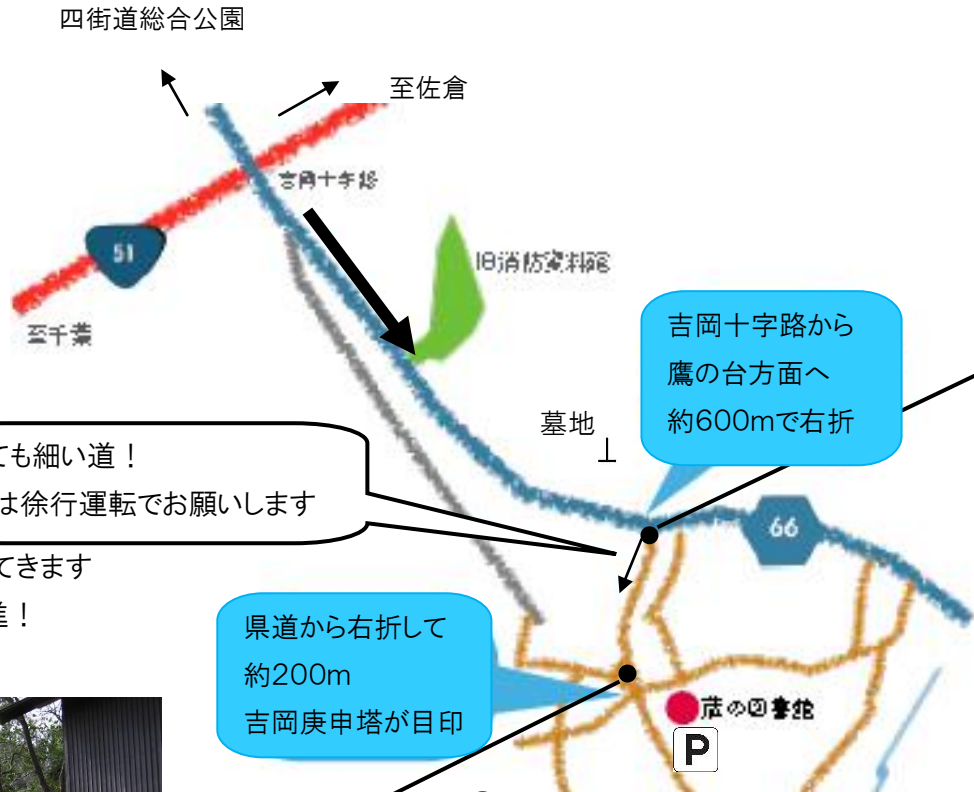 四街道総合公園
至佐倉
吉岡十字路
51
旧消防資料館
至千葉
吉岡十字路から
鷹の台方面へ
約600mで右折
墓地
ても細い道！
は徐行運転でお願いします
66
てきます
進！
県道から右折して
約200m
吉岡庚申塔が目印
蔵の図書館
P